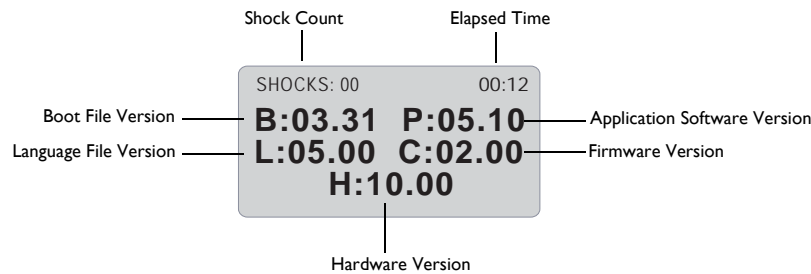 Shock Count Elapsed Time
SHOCKS: 00 00:12
Boot File Version B:03.31 P:05.10 Application Software Version
Language File Version L:05.00 C:02.00 Firmware Version
H:10.00
Hardware Version